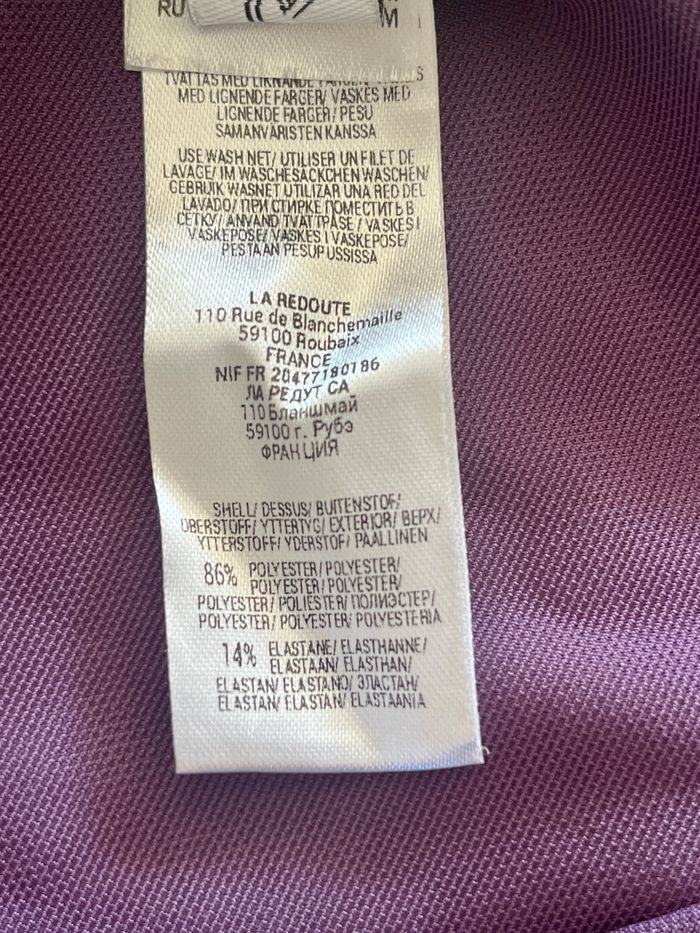 RU
M
TVÄTTAS MED LIKNANDE
MED LIGNENDE FARGER/ VASKES MED
LIGNENDE FARGER/ PESU
SAMANVÄRISTEN KANSSA
USE WASH NET/ UTILISER UN FILET DE
LAVAGE/ IM WÄSCHESÄCKCHEN WASCHEN/
GEBRUIK WASNET UTILIZAR UNA RED DEL
LAVADO/ ПРИ СТИРКЕ ПОМЕСТИТЬ В
СЕТКУ/ ANVÄND TVÄTTPÅSE / VASKES I
VASKEPOSE/ VASKES I VASKEPOSE/
PESTÄÄN PESUPUSSISSA
LA REDOUTE
110 Rue de Blanchemaille
59100 Roubaix
FRANCE
NIF FR 20477180186
ЛА РЕДУТ СА
110 Бланшмай
59100 г. Рубэ
ФРАНЦИЯ
SHELL/ DESSUS/ BUITENSTOF/
OBERSTOFF/ YTTERTYG/ EXTERIOR/ ВЕРХ/
YTTERSTOFF/ YDERSTOF/ PÄÄLLINEN
86% POLYESTER/ POLYESTER/
POLYESTER/ POLYESTER/
POLYESTER/ POLIESTER/ ПОЛИЭСТЕР/
POLYESTER/ POLYESTER/ POLYESTERIA
14% ELASTANE/ ELASTHANNE/
ELASTAAN/ ELASTHAN/
ELASTAN/ ELASTANO/ ЭЛАСТАН/
ELASTAN/ ELASTAN/ ELASTAANIA